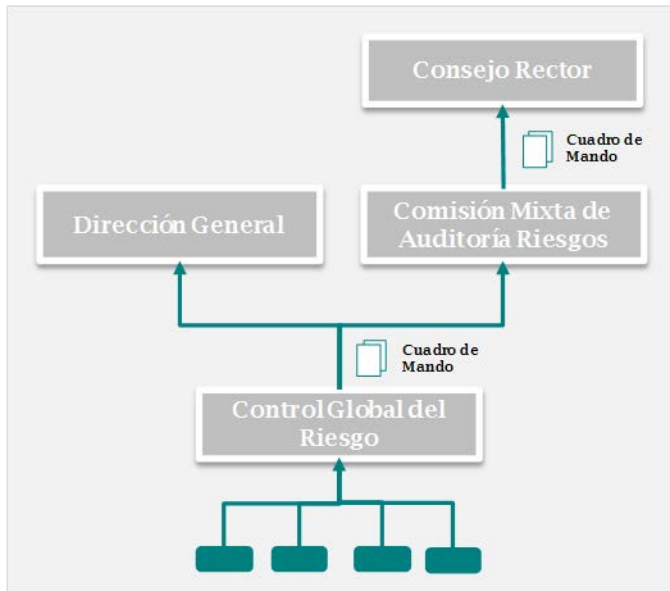 Consejo Rector
Cuadro de
Mando
Dirección General
Comisión Mixta de
Auditoría Riesgos
Cuadro de
Mando
Control Global del
Riesgo